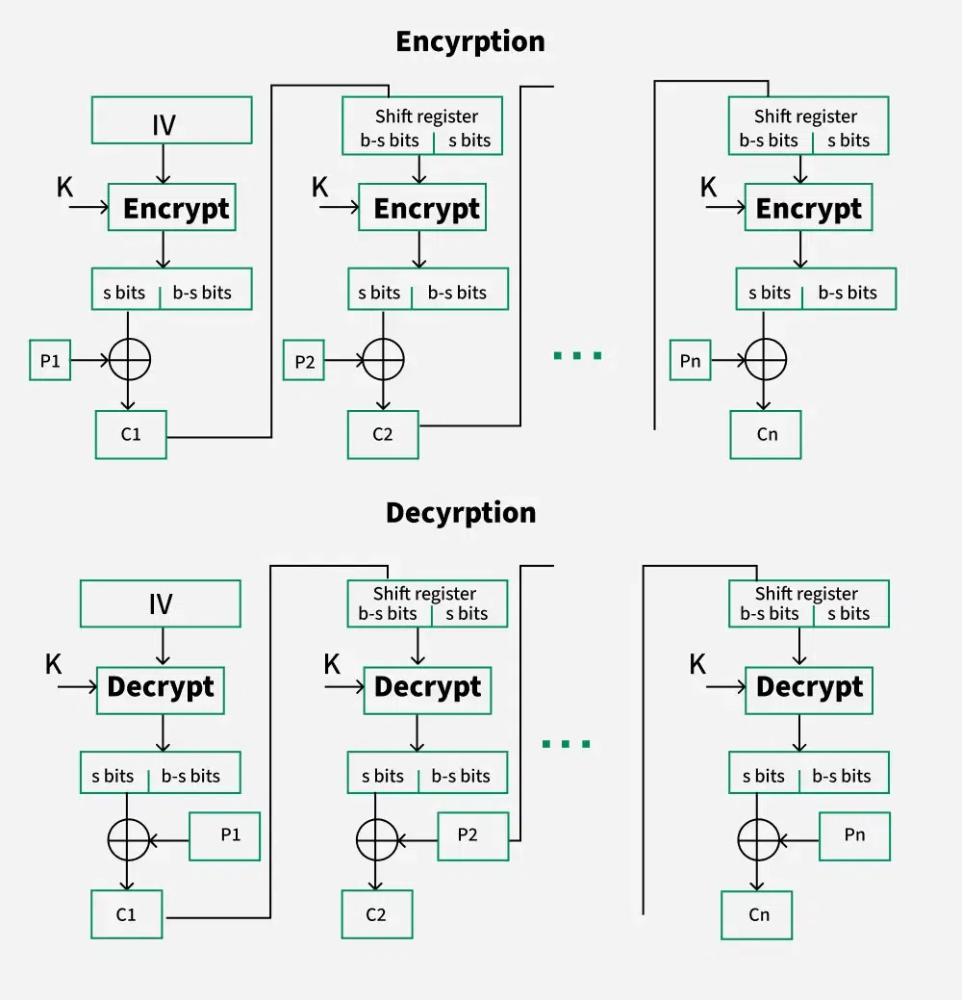 Encyrption
IV
Shift register
b-s bits s bits
Shift register
b-s bits s bits
K
Encrypt
K
Encrypt
K
Encrypt
s bits b-s bits
s bits b-s bits
s bits b-s bits
P1
P2
Pn
C1
C2
Cn
Decyrption
IV
Shift register
b-s bits s bits
Shift register
b-s bits s bits
K
Decrypt
K
Decrypt
K
Decrypt
s bits b-s bits
s bits b-s bits
s bits b-s bits
P1
P2
Pn
C1
C2
Cn